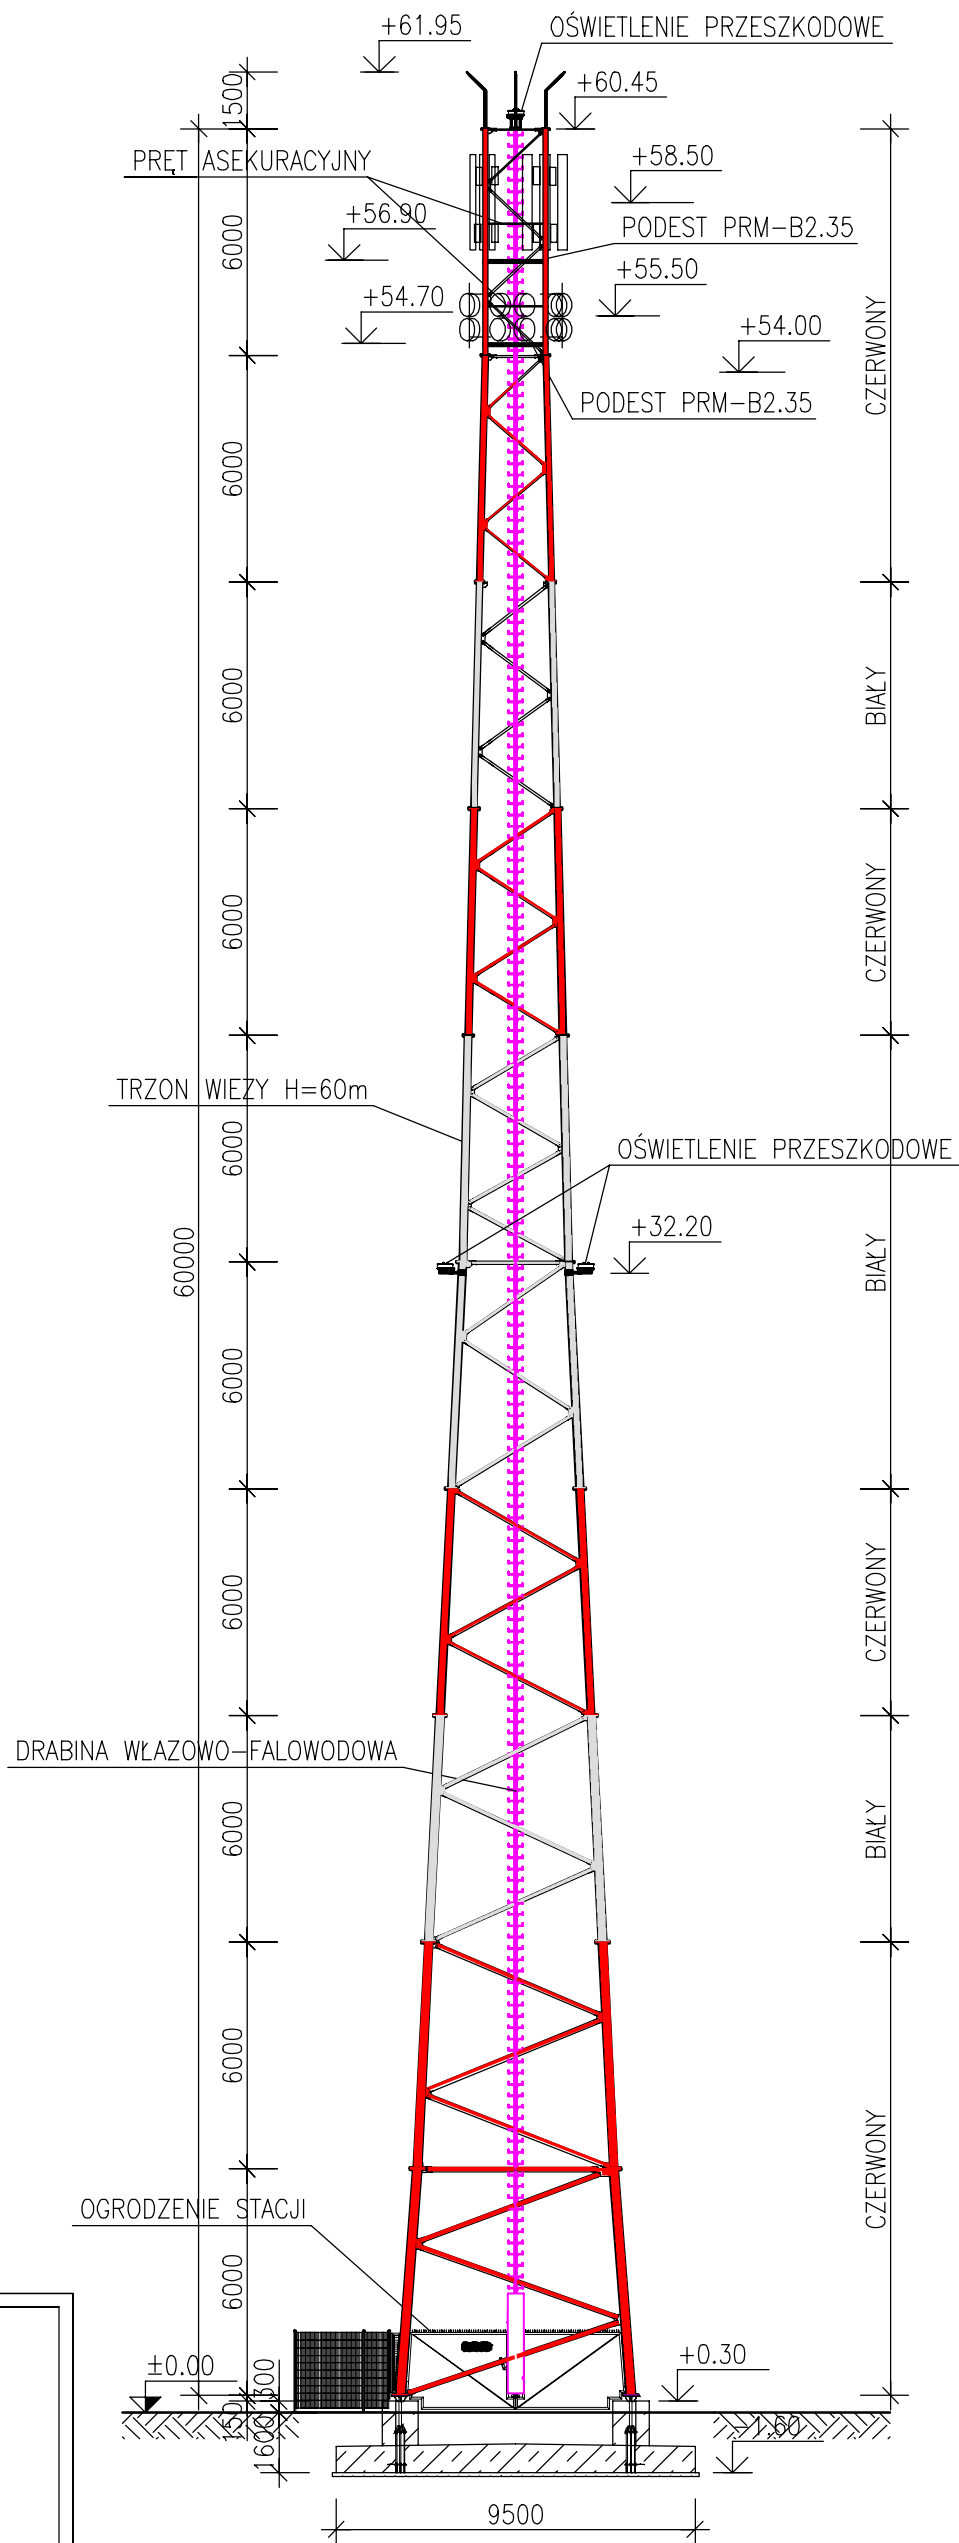 +61.95
OŚWIETLENIE PRZESZKODOWE
1500
+60.45
PRĘT ASEKURACYJNY
+58.50
+56.90
PODEST PRM-B2.35
6000
+55.50
+54.70
+54.00
CZERWONY
PODEST PRM-B2.35
6000
6000
BIAŁY
6000
CZERWONY
TRZON WIEŻY H=60m
6000
OŚWIETLENIE PRZESZKODOWE
+32.20
60000
BIAŁY
6000
6000
CZERWONY
DRABINA WŁAZOWO-FALOWODOWA
6000
BIAŁY
6000
CZERWONY
OGRODZENIE STACJI
6000
±0.00
+0.30
300
150
1600
-1.60
9500